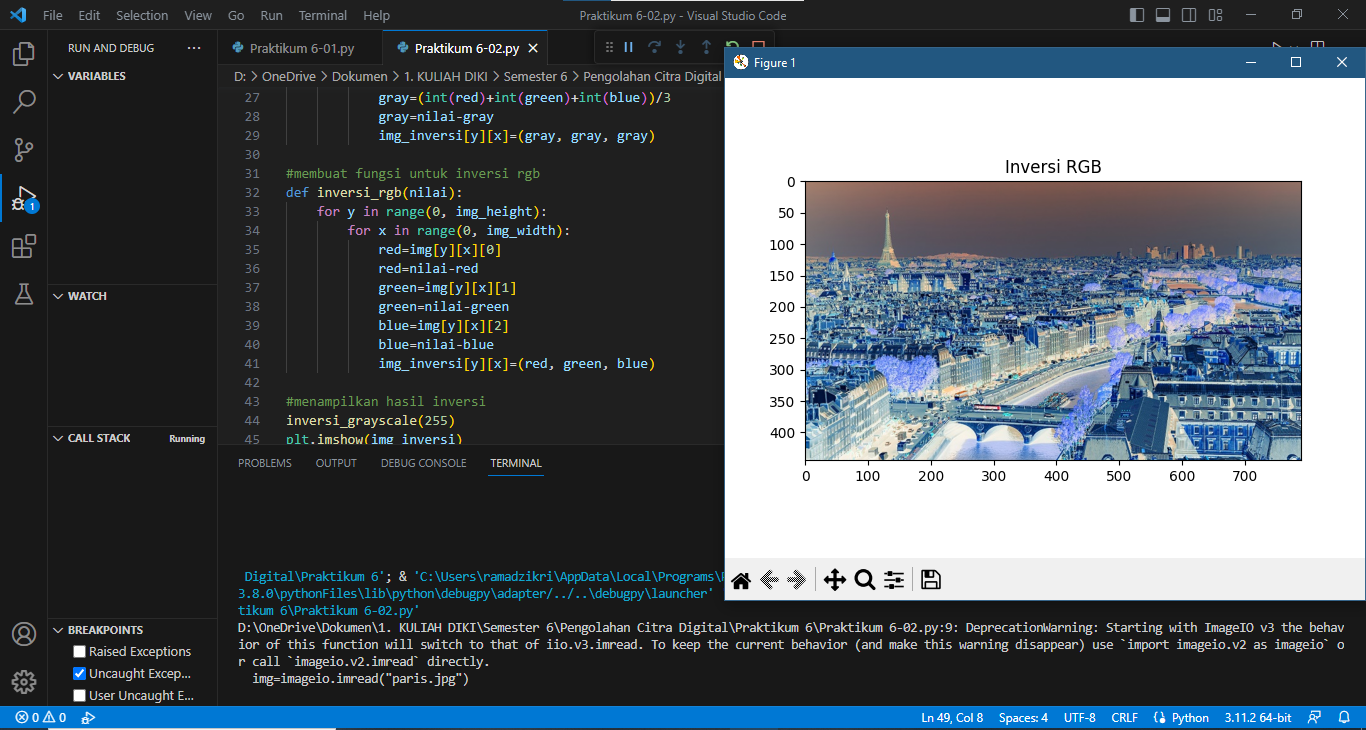 File Edit Selection View Go Run Terminal Help Praktikum 6-02.py - Visual Studio Code
RUN AND DEBUG ···
VARIABLES
WATCH
CALL STACK Running
BREAKPOINTS
Raised Exceptions
Uncaught Excep...
User Uncaught E...
1
Praktikum 6-01.py Praktikum 6-02.py
D: > OneDrive > Dokumen > 1. KULIAH DIKI > Semester 6 > Pengolahan Citra Digital
27 gray=(int(red)+int(green)+int(blue))/3
28 gray=nilai-gray
29 img_inversi[y][x]=(gray, gray, gray)
30
31 #membuat fungsi untuk inversi rgb
32 def inversi_rgb(nilai):
33 for y in range(0, img_height):
34 for x in range(0, img_width):
35 red=img[y][x][0]
36 red=nilai-red
37 green=img[y][x][1]
38 green=nilai-green
39 blue=img[y][x][2]
40 blue=nilai-blue
41 img_inversi[y][x]=(red, green, blue)
42
43 #menampilkan hasil inversi
44 inversi_grayscale(255)
45 plt.imshow(img_inversi)
PROBLEMS OUTPUT DEBUG CONSOLE TERMINAL
Digital\Praktikum 6'; & 'C:\Users\ramadzikri\AppData\Local\Programs\
3.8.0\pythonFiles\lib\python\debugpy\adapter/../..\debugpy\launcher'
tikum 6\Praktikum 6-02.py'
D:\OneDrive\Dokumen\1. KULIAH DIKI\Semester 6\Pengolahan Citra Digital\Praktikum 6\Praktikum 6-02.py:9: DeprecationWarning: Starting with ImageIO v3 the behav
ior of this function will switch to that of iio.v3.imread. To keep the current behavior (and make this warning disappear) use `import imageio.v2 as imageio` o
r call `imageio.v2.imread` directly.
img=imageio.imread("paris.jpg")
Figure 1
Inversi RGB
0
50
100
150
200
250
300
350
400
0 100 200 300 400 500 600 700
0 0 Ln 49, Col 8 Spaces: 4 UTF-8 CRLF Python 3.11.2 64-bit